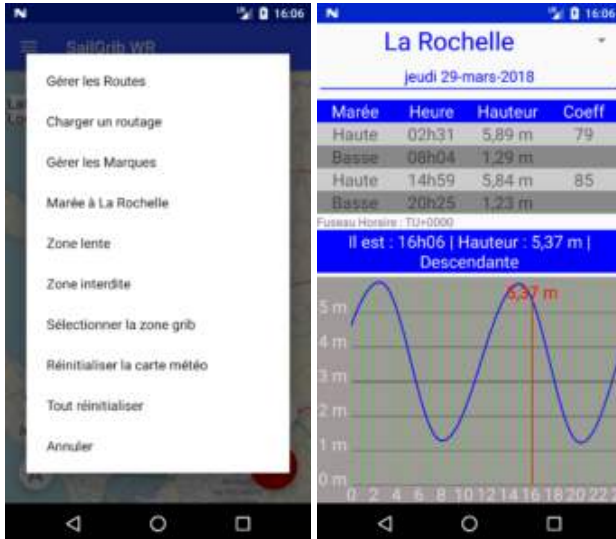 16:06
SailGrib WR
Gérer les Routes
Charger un routage
Gérer les Marques
Marée à La Rochelle
Zone lente
Zone interdite
Sélectionner la zone grib
Réinitialiser la carte météo
Tout réinitialiser
Annuler
16:06
La Rochelle
jeudi 29-mars-2018
Marée Heure Hauteur Coeff
Haute 02h31 5,89 m 79
Basse 08h04 1,29 m
Haute 14h59 5,84 m 85
Basse 20h25 1,23 m
Fuseau Horaire : TU+0000
Il est : 16h06 | Hauteur : 5,37 m |
Descendante
5,37 m
5 m
4 m
3 m
2 m
1 m
0 m
0 2 4 6 8 10 12 14 16 18 20 22